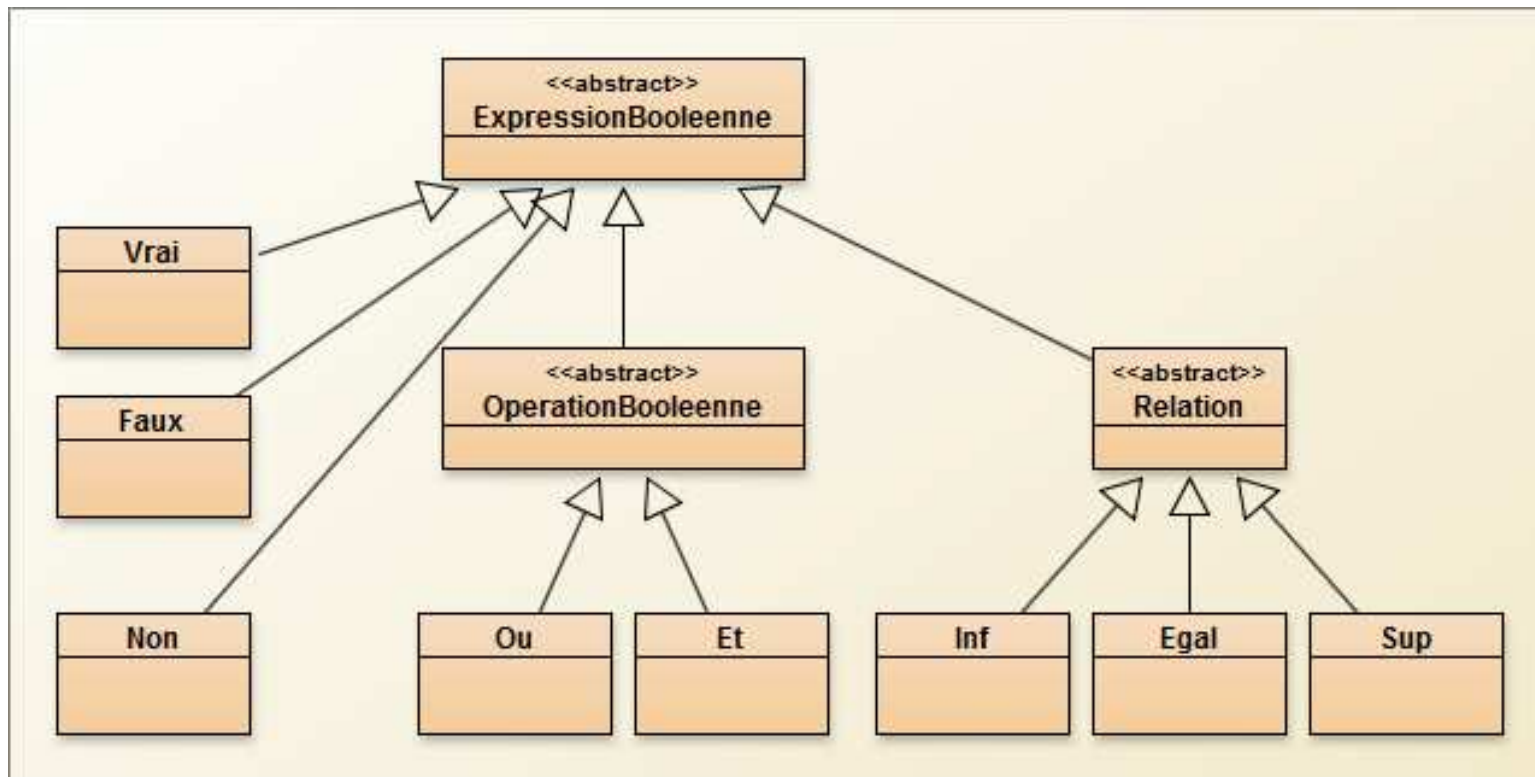 <<abstract>>
ExpressionBooleenne
Vrai
<<abstract>>
OperationBooleenne
<<abstract>>
Relation
Faux
Non
Ou
Et
Inf
Egal
Sup